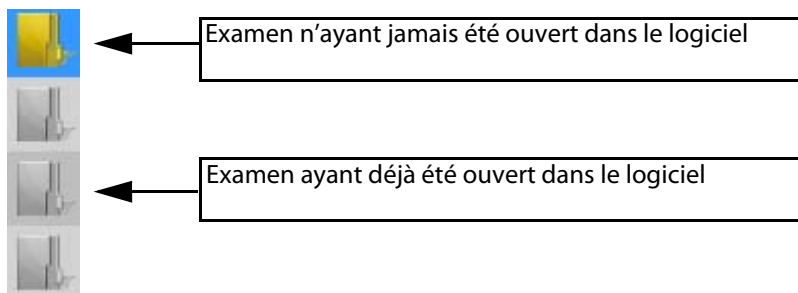 Examen n’ayant jamais été ouvert dans le logiciel
Examen ayant déjà été ouvert dans le logiciel